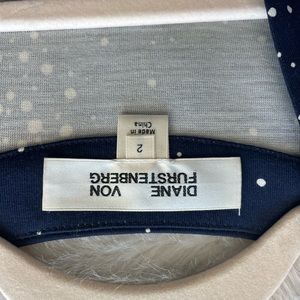 DIANE VON
FURSTENBERG
2
Made in
China